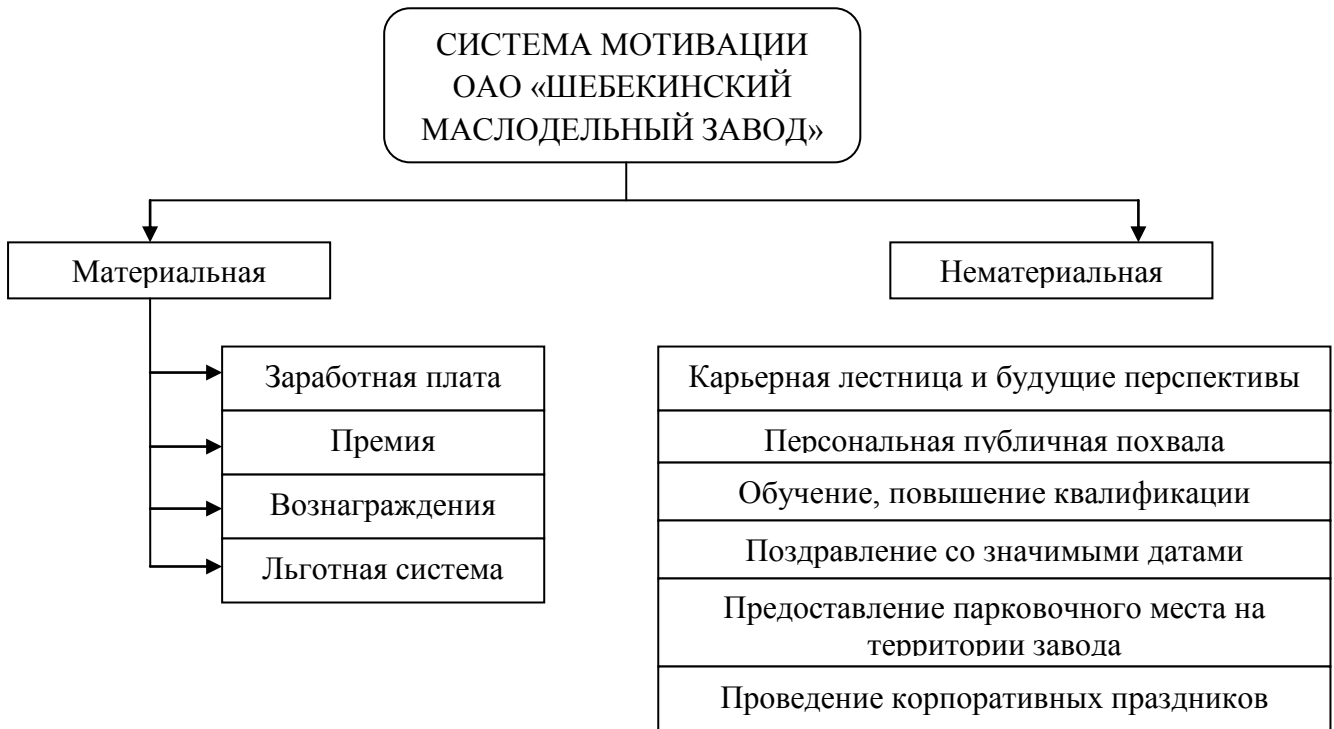 СИСТЕМА МОТИВАЦИИ
ОАО «ШЕБЕКИНСКИЙ
МАСЛОДЕЛЬНЫЙ ЗАВОД»
Материальная
Нематериальная
Заработная плата
Премия
Вознаграждения
Льготная система
Карьерная лестница и будущие перспективы
Персональная публичная похвала
Обучение, повышение квалификации
Поздравление со значимыми датами
Предоставление парковочного места на
территории завода
Проведение корпоративных праздников